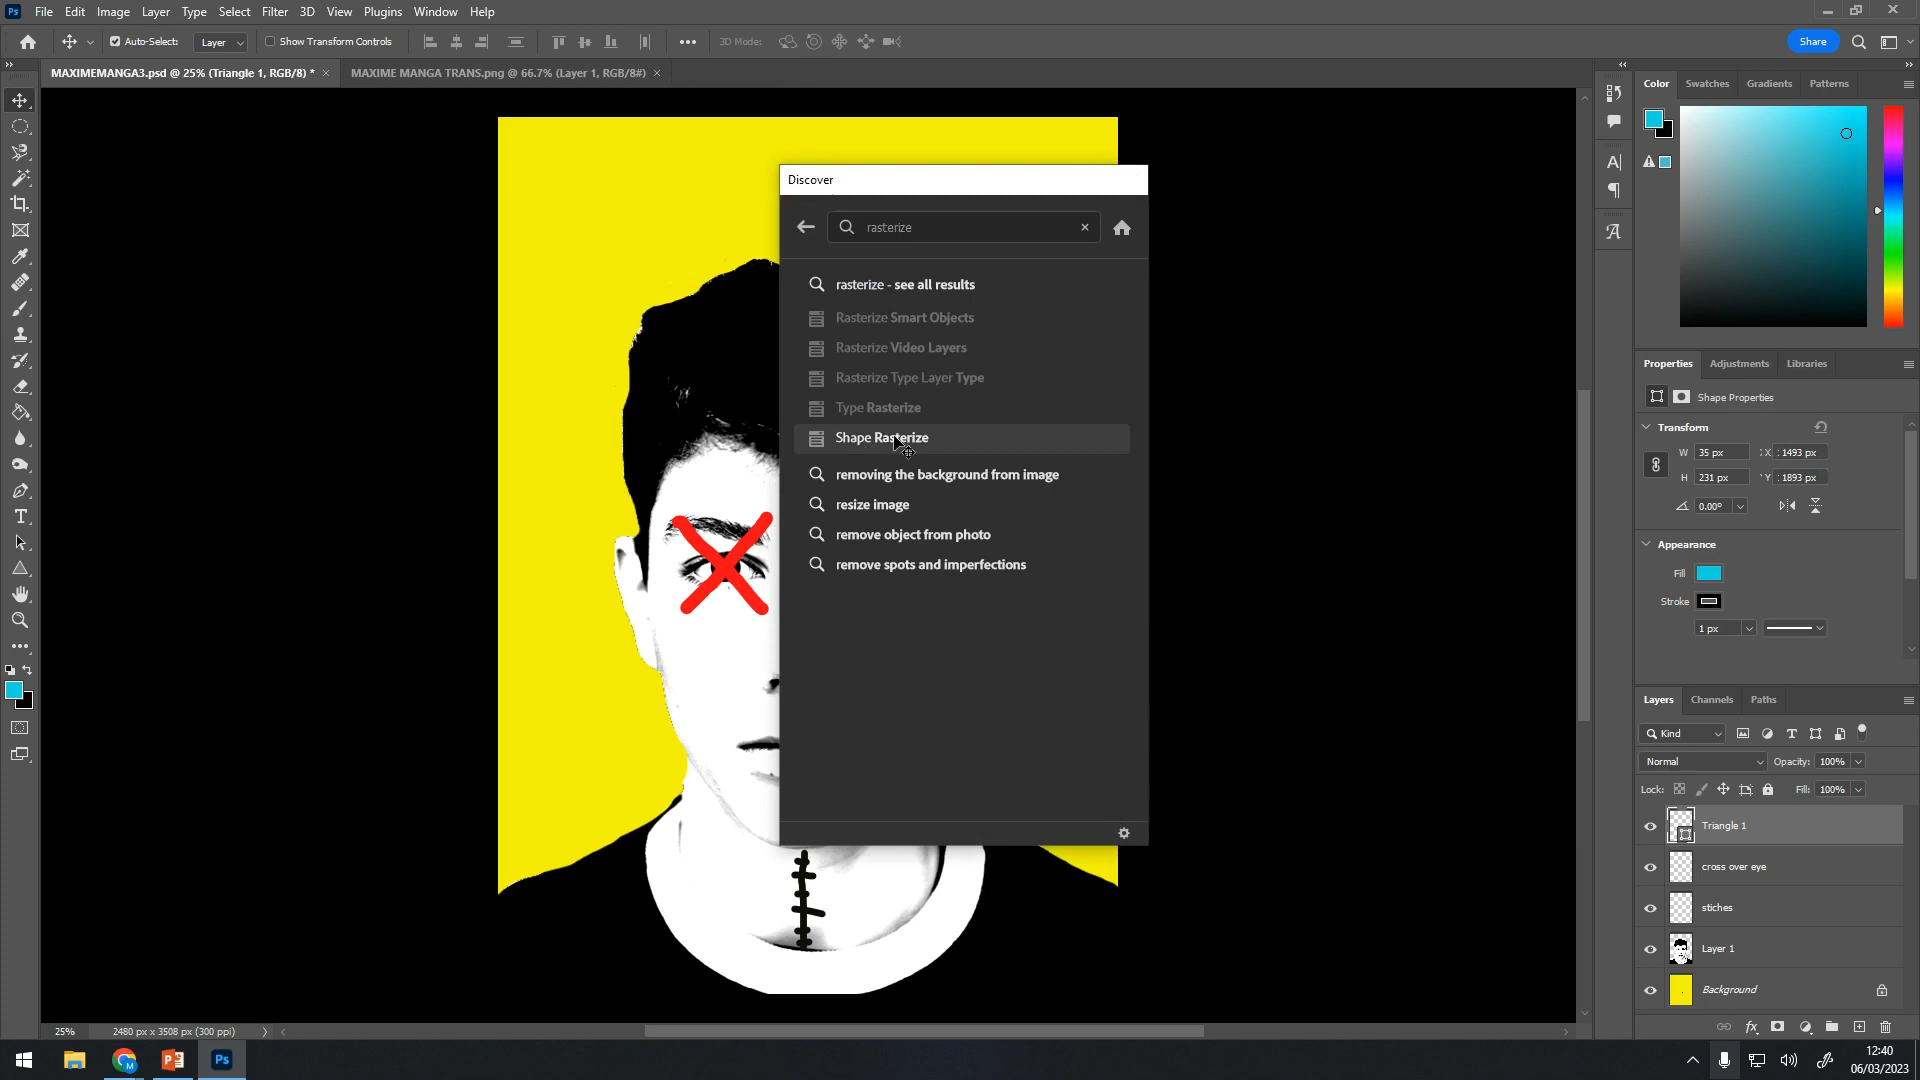 Ps File Edit Image Layer Type Select Filter 3D View Plugins Window Help
Auto-Select: Layer Show Transform Controls 3D Mode: Share
MAXIMEMANGA3.psd @ 25% (Triangle 1, RGB/8) * × MAXIME MANGA TRANS.png @ 66.7% (Layer 1, RGB/8#) ×
Color Swatches Gradients Patterns
Discover
rasterize
rasterize - see all results
Rasterize Smart Objects
Rasterize Video Layers
Rasterize Type Layer Type
Type Rasterize
Shape Rasterize
removing the background from image
resize image
remove object from photo
remove spots and imperfections
Properties Adjustments Libraries
Shape Properties
Transform
W 35 px X : 1493 px
H 231 px Y : 1893 px
0.00°
Appearance
Fill
Stroke
1 px
Layers Channels Paths
Kind
Normal Opacity: 100%
Lock: Fill: 100%
Triangle 1
cross over eye
stiches
Layer 1
Background
25% 2480 px x 3508 px (300 ppi)
Ps
12:40
06/03/2023